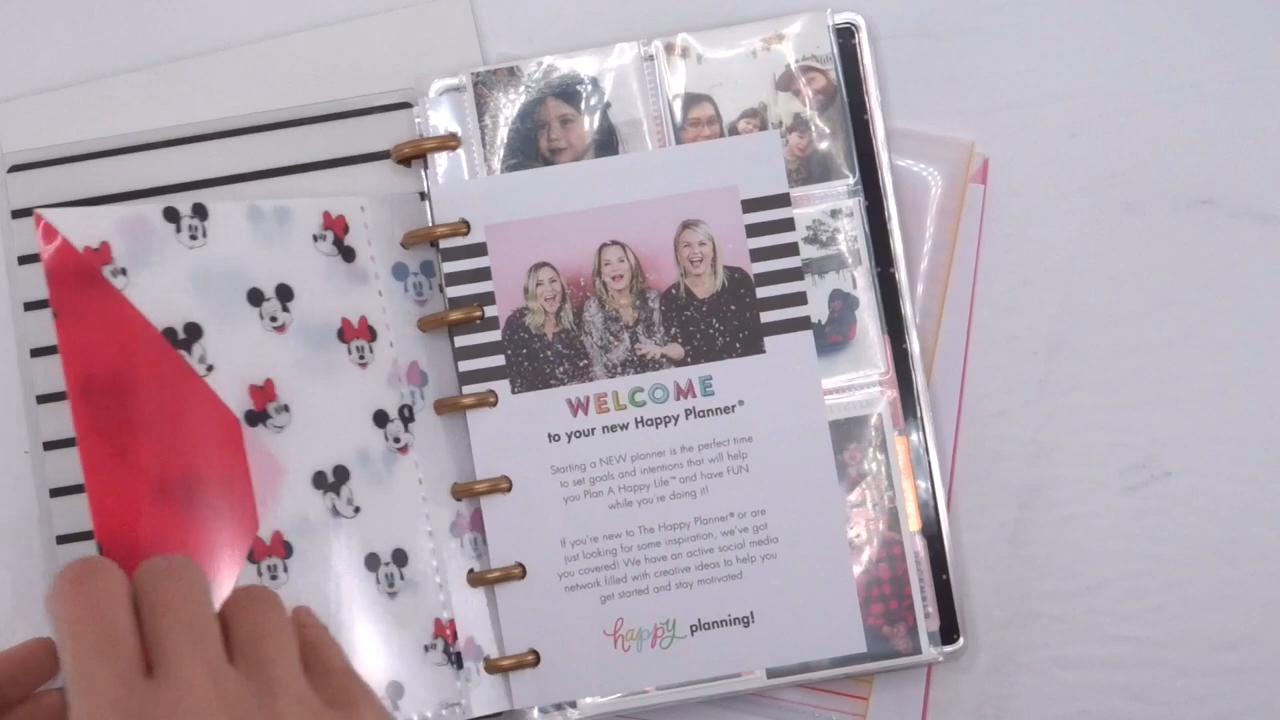 WELCOME
to your new Happy Planner®
Starting a NEW planner is the perfect time
to set goals and intentions that will help
you Plan A Happy Life™ and have FUN
while you're doing it!
If you're new to The Happy Planner® or are
just looking for some inspiration, we've got
you covered! We have an active social media
network filled with creative ideas to help you
get started and stay motivated
happy planning!